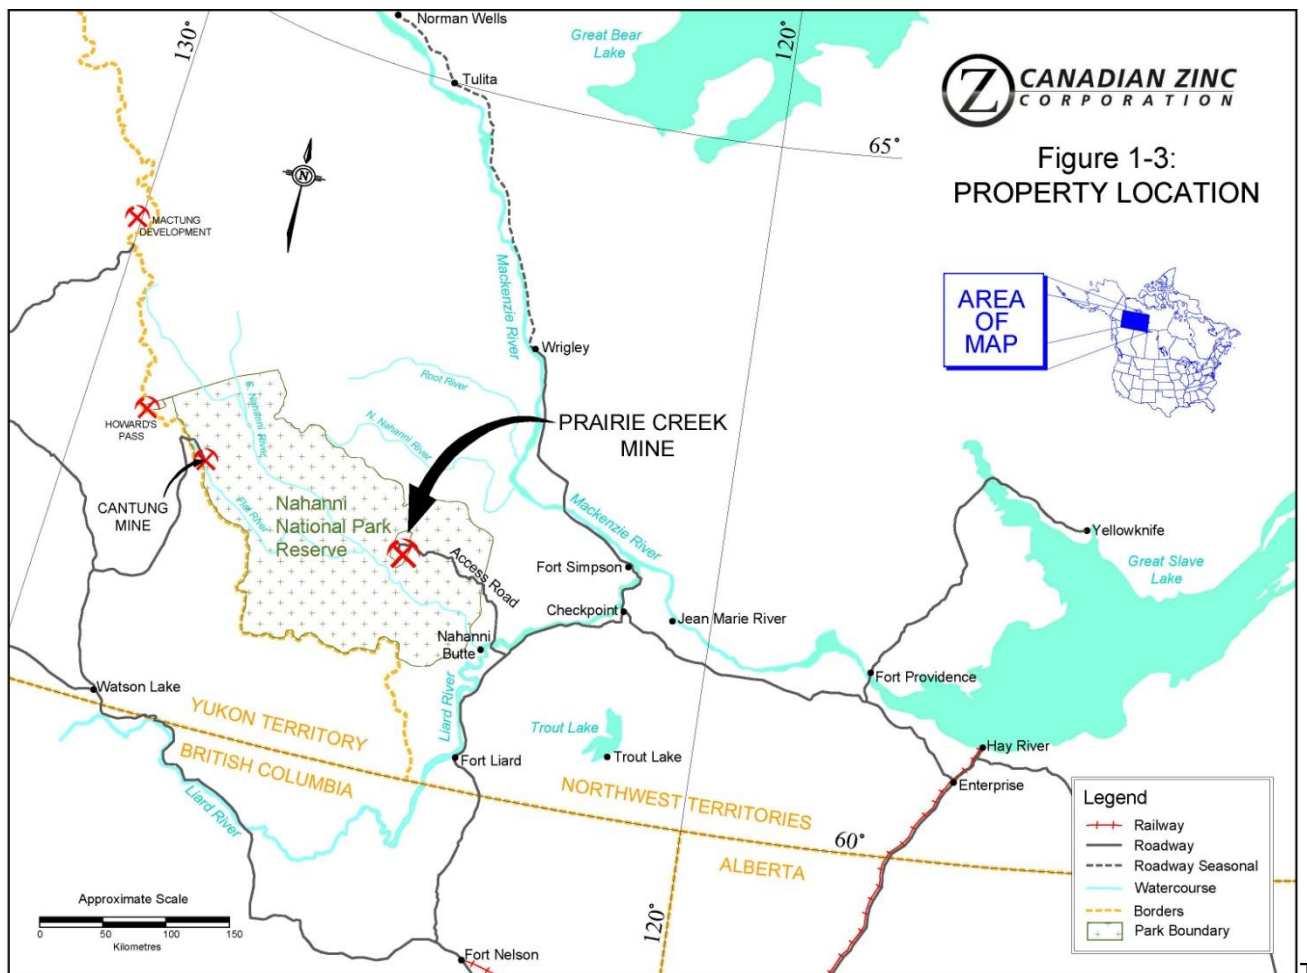 Norman Wells
Great Bear
Lake
130°
120°
Tulita
65°
Z
CANADIAN ZINC
CORPORATION
Figure 1-3:
PROPERTY LOCATION
N
MACTUNG
DEVELOPMENT
Mackenzie River
AREA
OF
MAP
Wrigley
Root River
S. Nahanni River
N. Nahanni River
HOWARD'S
PASS
PRAIRIE CREEK
MINE
CANTUNG
MINE
Flat River
Nahanni
National Park
Reserve
Access Road
Mackenzie River
Yellowknife
Great Slave
Lake
Fort Simpson
Checkpoint
Jean Marie River
Nahanni
Butte
Fort Providence
Watson Lake
Liard River
YUKON TERRITORY
BRITISH COLUMBIA
Trout Lake
Trout Lake
Fort Liard
Hay River
Enterprise
NORTHWEST TERRITORIES
Liard River
60°
ALBERTA
120°
Legend
Railway
Roadway
Roadway Seasonal
Watercourse
Borders
Park Boundary
Approximate Scale
0 50 100 150
Kilometres
Fort Nelson